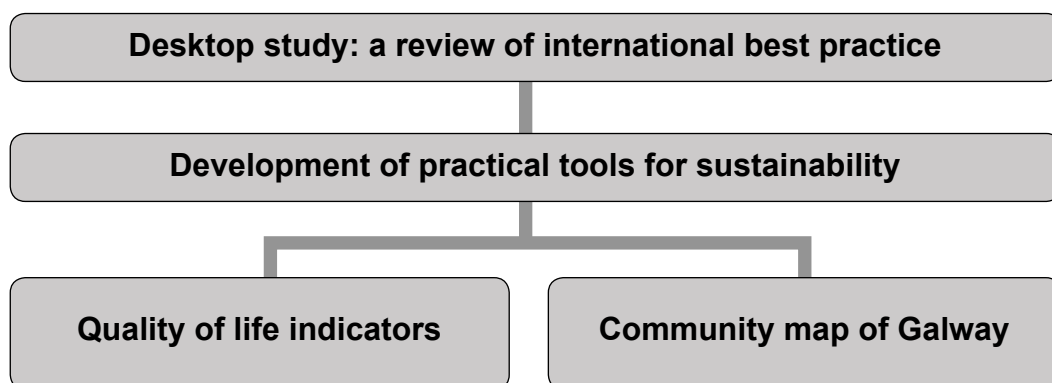 Desktop study: a review of international best practice
Development of practical tools for sustainability
Quality of life indicators
Community map of Galway